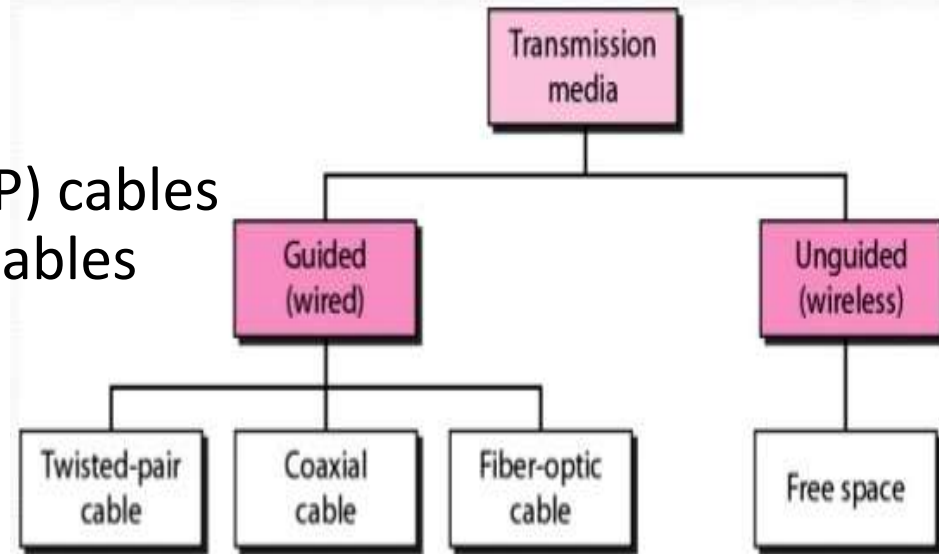 Transmission
media
P) cables
ables
Guided
(wired)
Unguided
(wireless)
Twisted-pair
cable
Coaxial
cable
Fiber-optic
cable
Free space